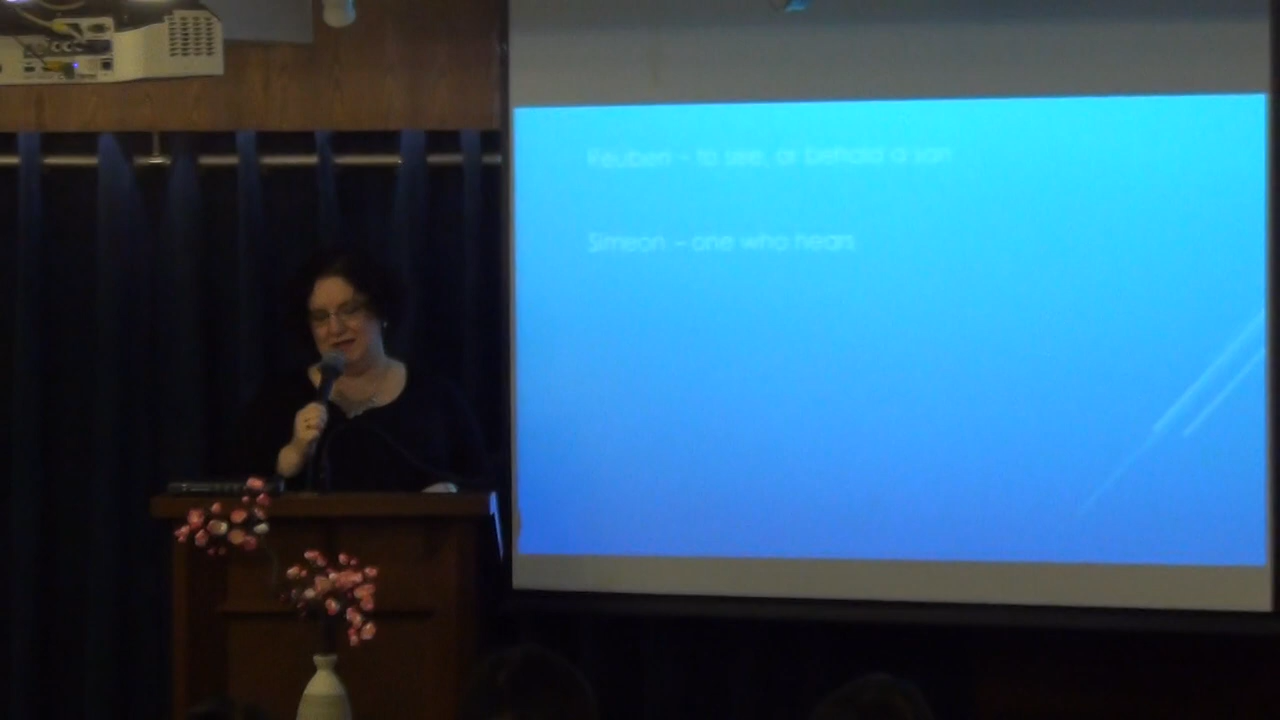 Reuben – to see, or behold a son
Simeon – one who hears